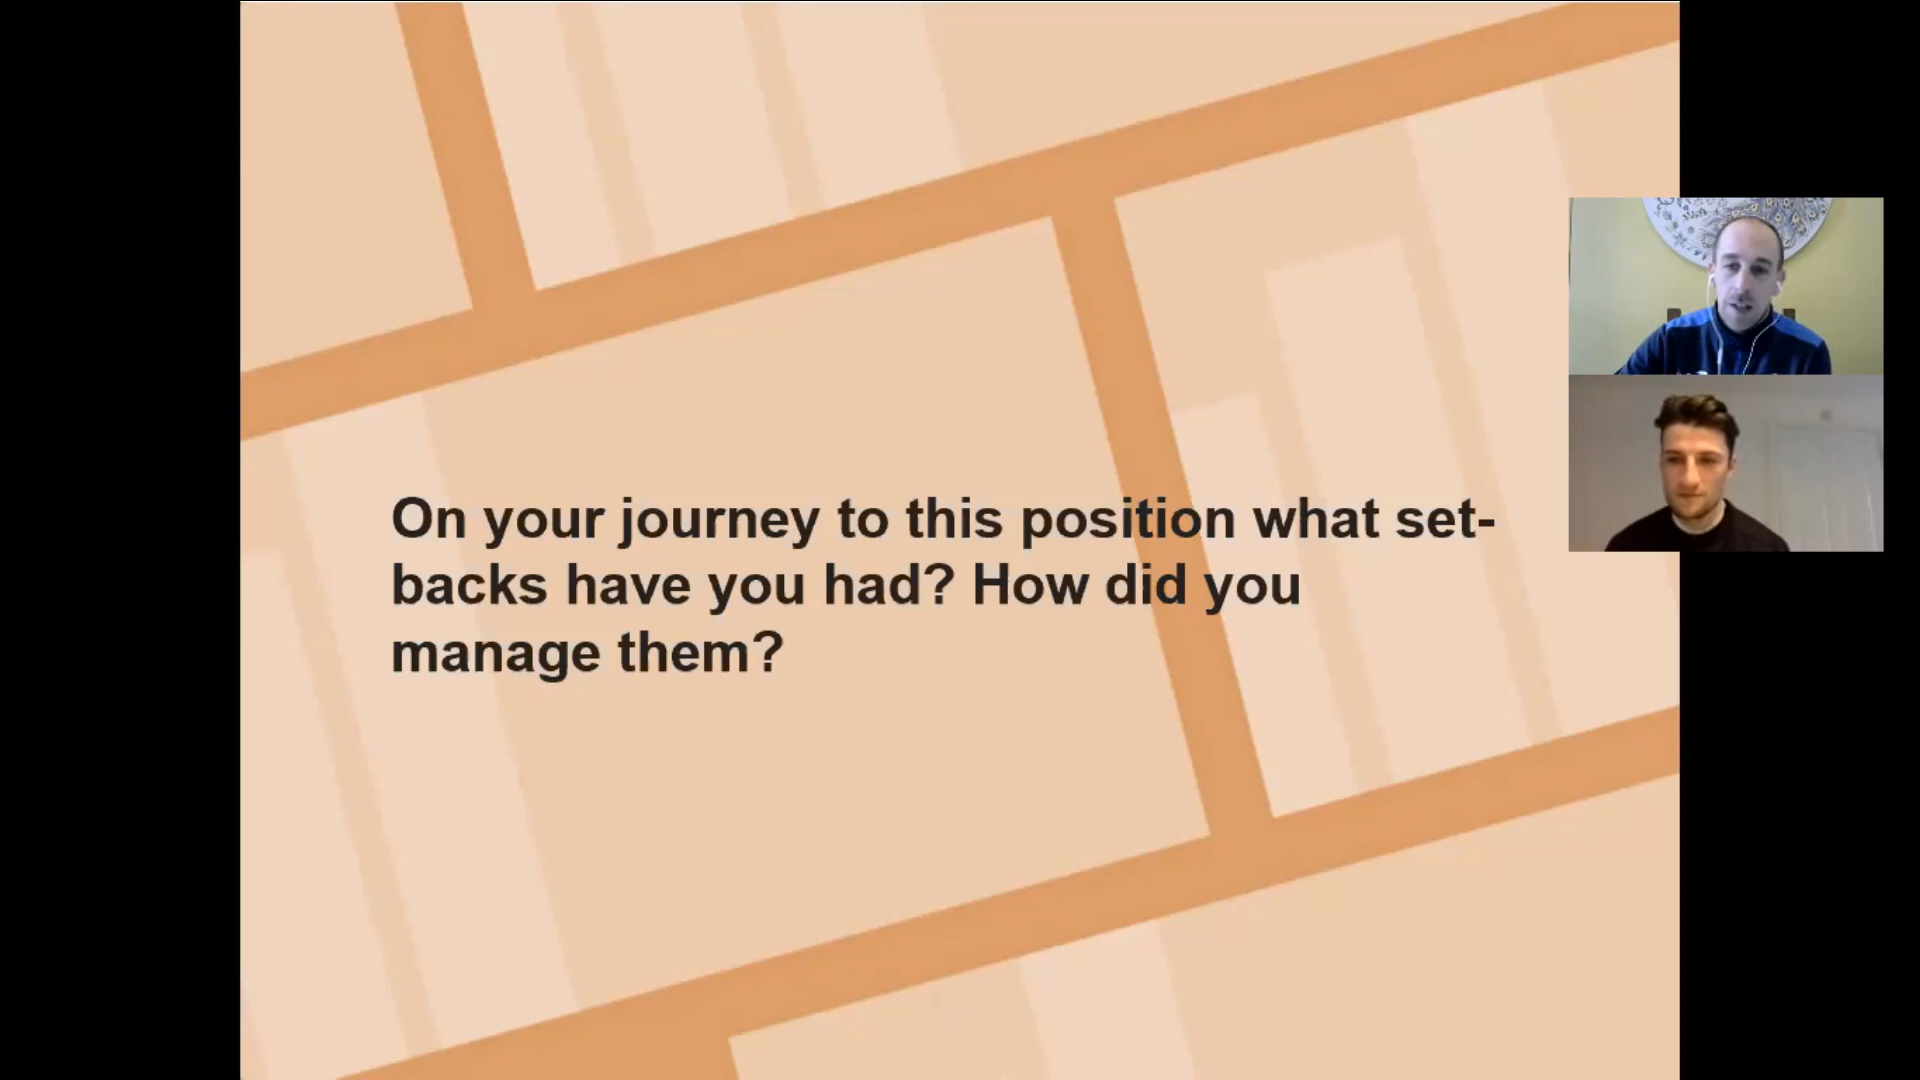 On your journey to this position what set-
backs have you had? How did you
manage them?